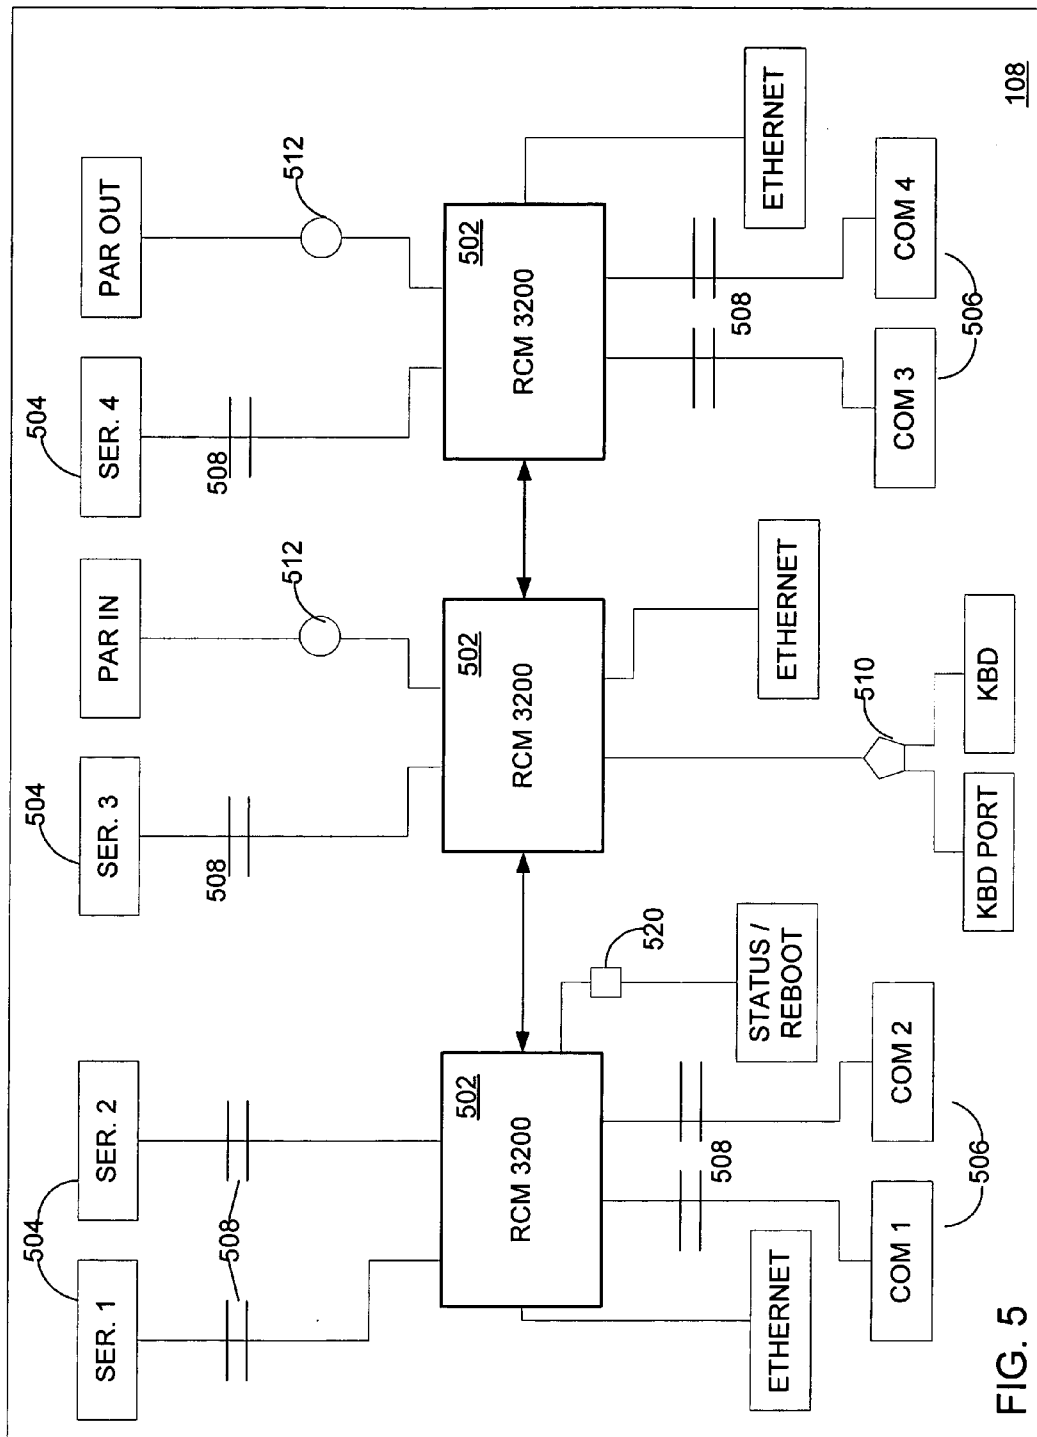 SER. 1
504
SER. 2
SER. 3
504
PAR IN
SER. 4
504
PAR OUT
508
508
512
508
512
502
RCM 3200
502
RCM 3200
502
RCM 3200
520
508
508
ETHERNET
STATUS /
REBOOT
ETHERNET
ETHERNET
COM 1
COM 2
510
COM 3
COM 4
506
506
KBD PORT
KBD
FIG. 5
108